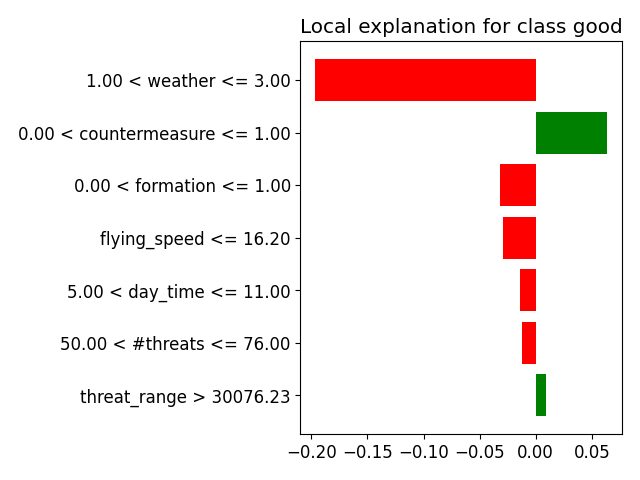 Local explanation for class good
1.00 < weather <= 3.00
0.00 < countermeasure <= 1.00
0.00 < formation <= 1.00
flying_speed <= 16.20
5.00 < day_time <= 11.00
50.00 < #threats <= 76.00
threat_range > 30076.23
−0.20 −0.15 −0.10 −0.05 0.00 0.05